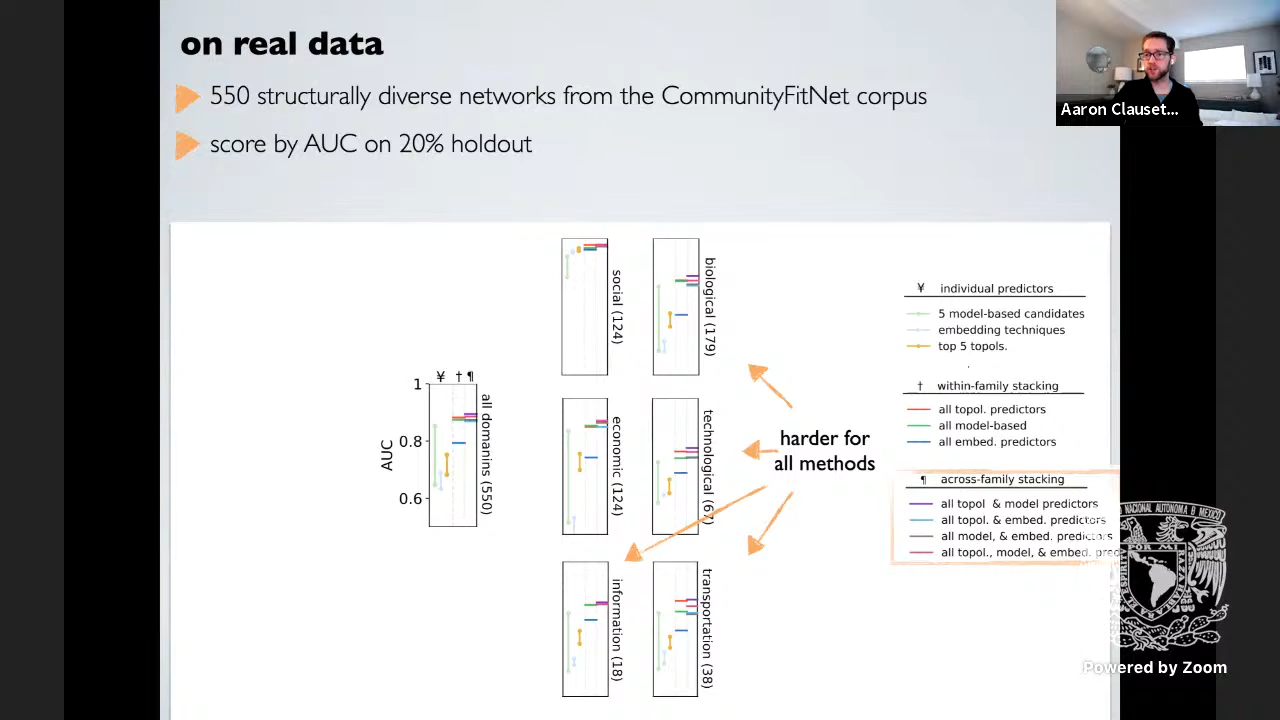 on real data
550 structurally diverse networks from the CommunityFitNet corpus
score by AUC on 20% holdout
Aaron Clauset...
¥ † ¶
1
0.8
0.6
AUC
all domanins (550)
social (124)
biological (179)
economic (124)
technological (67)
information (18)
transportation (38)
harder for
all methods
¥ individual predictors
5 model-based candidates
embedding techniques
top 5 topols.
† within-family stacking
all topol. predictors
all model-based
all embed. predictors
¶ across-family stacking
all topol & model predictors
all topol. & embed. predictors
all model, & embed. predictors
all topol., model, & embed. pred
Powered by Zoom